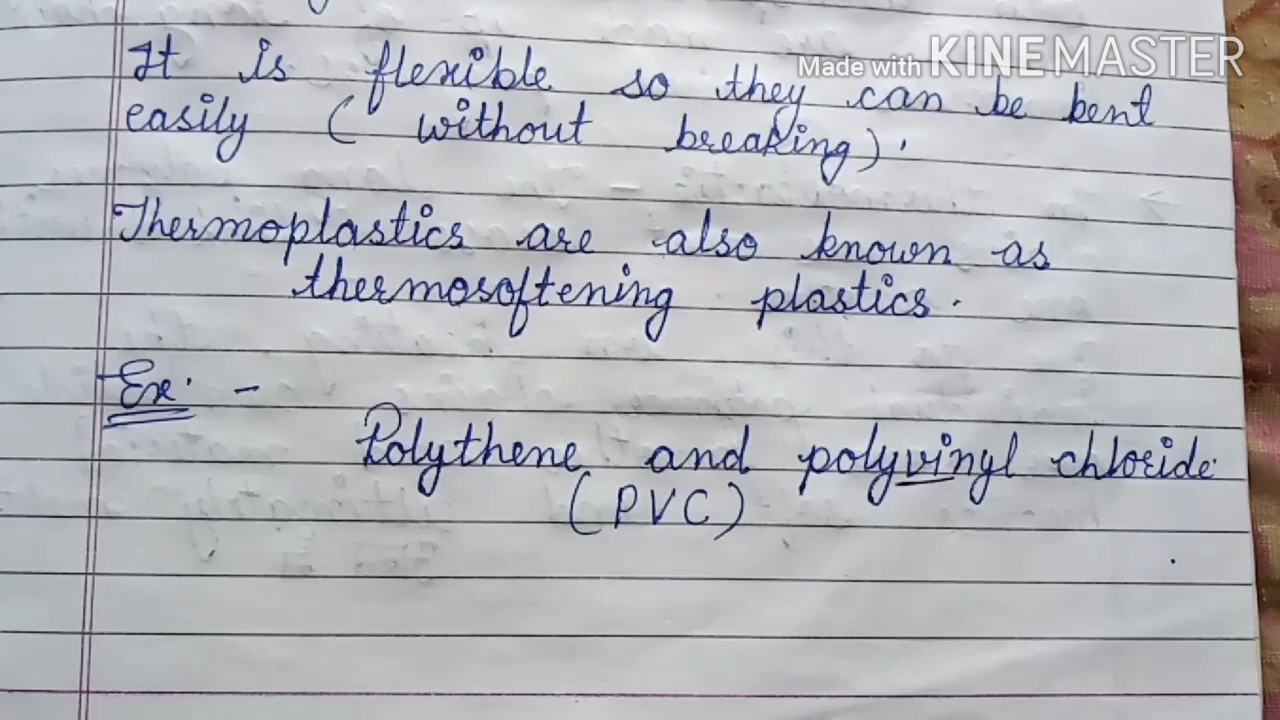 Made with KINEMASTER
It is flexible so they can be bent
easily ( without breaking).
Thermoplastics are also known as
thermosoftening plastics.
Ex. -
Polythene and polyvinyl chloride
(PVC)